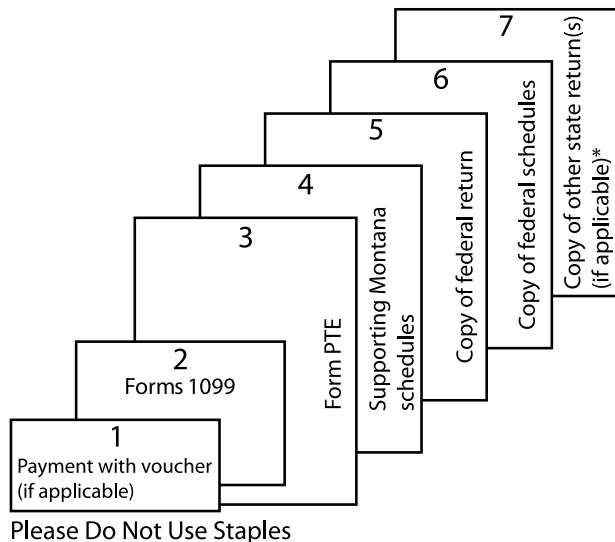 1
Payment with voucher
(if applicable)
2
Forms 1099
3
Form PTE
4
Supporting Montana
schedules
5
Copy of federal return
6
Copy of federal schedules
7
Copy of other state return(s)
(if applicable)*
Please Do Not Use Staples